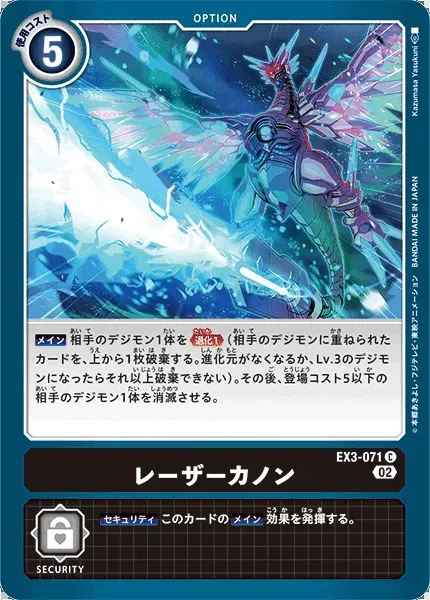 OPTION
使用コスト
5
Kazumasa Yasukuni
メイン 相手のデジモン1体を 退化1 (相手のデジモンに重ねられた
カードを、上から1枚破棄する。進化元がなくなるか、Lv.3のデジモ
ンになったらそれ以上破棄できない)。その後、登場コスト5以下の
相手のデジモン1体を消滅させる。
©本郷あきよし・フジテレビ・東映アニメーション BANDAI MADE IN JAPAN
EX3-071 C
レーザーカノン
02
セキュリティ このカードの メイン 効果を発揮する。
SECURITY